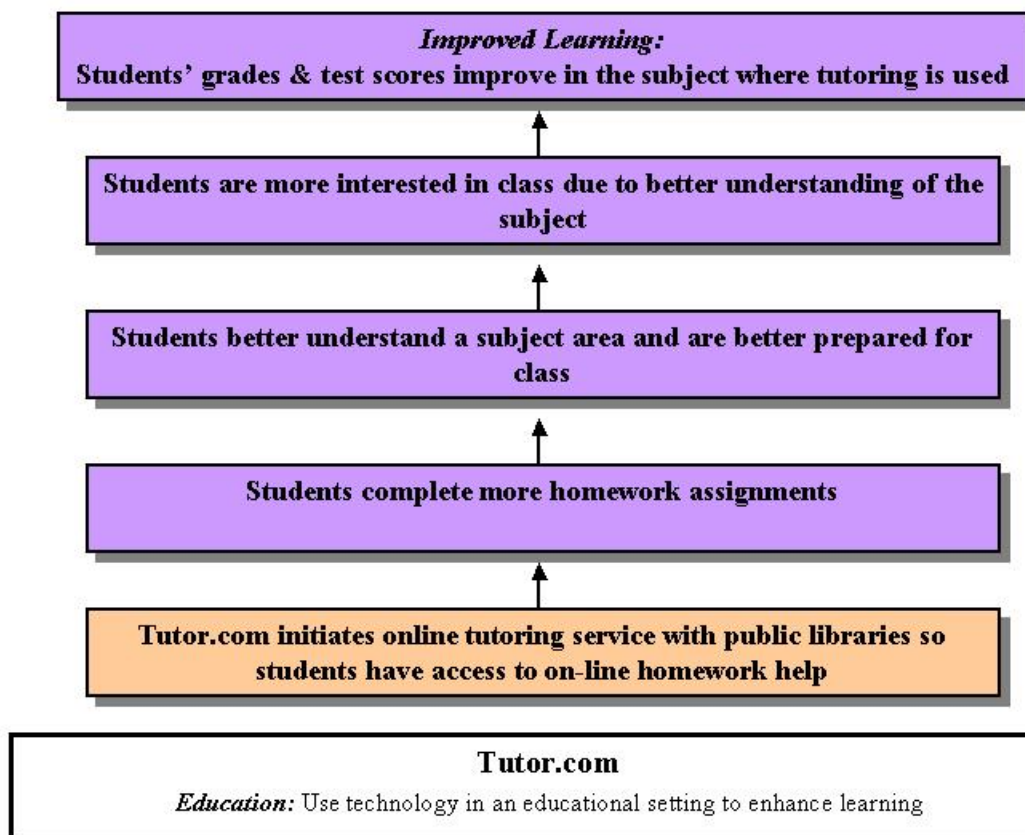 Improved Learning:
Students’ grades & test scores improve in the subject where tutoring is used
Students are more interested in class due to better understanding of the
subject
Students better understand a subject area and are better prepared for
class
Students complete more homework assignments
Tutor.com initiates online tutoring service with public libraries so
students have access to on-line homework help
Tutor.com
Education: Use technology in an educational setting to enhance learning